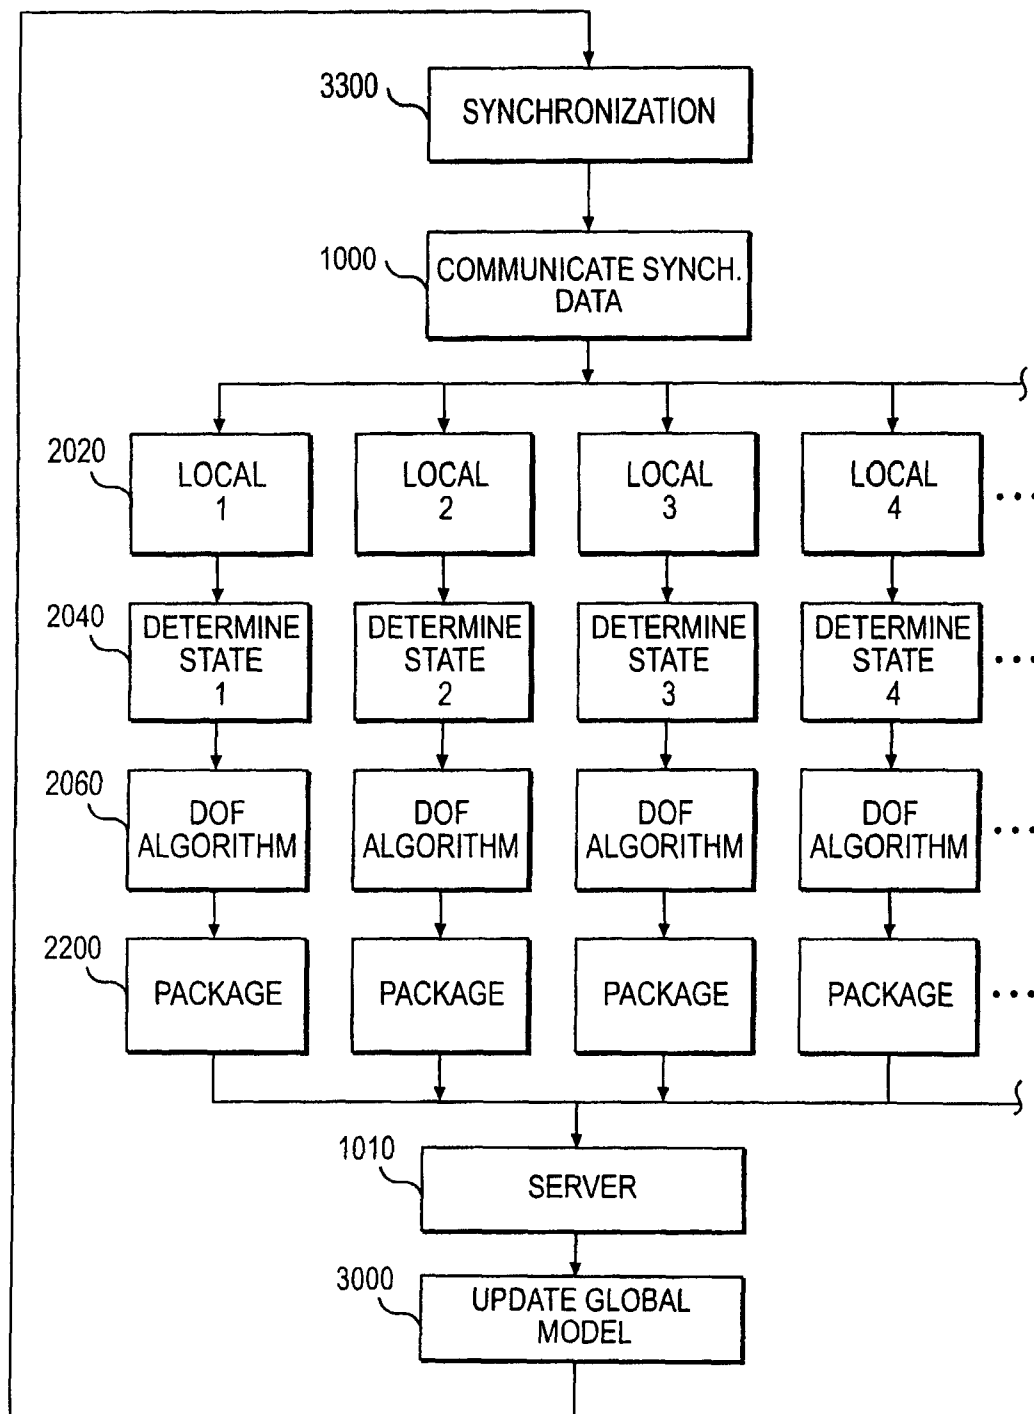 3300
SYNCHRONIZATION
1000
COMMUNICATE SYNCH.
DATA
2020
LOCAL
1
LOCAL
2
LOCAL
3
LOCAL
4
...
2040
DETERMINE
STATE
1
DETERMINE
STATE
2
DETERMINE
STATE
3
DETERMINE
STATE
4
...
2060
DOF
ALGORITHM
DOF
ALGORITHM
DOF
ALGORITHM
DOF
ALGORITHM
...
2200
PACKAGE
PACKAGE
PACKAGE
PACKAGE
...
1010
SERVER
3000
UPDATE GLOBAL
MODEL